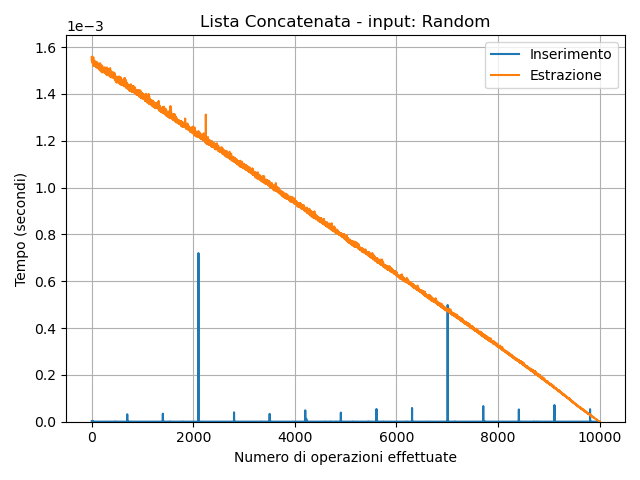 Lista Concatenata - input: Random
1e−3
Inserimento
Estrazione
Tempo (secondi)
1.6
1.4
1.2
1.0
0.8
0.6
0.4
0.2
0.0
0 2000 4000 6000 8000 10000
Numero di operazioni effettuate